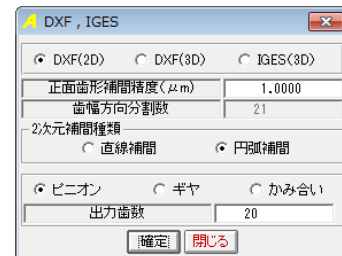 DXF , IGES
DXF(2D) DXF(3D) IGES(3D)
正面歯形補間精度(μm) 1.0000
歯幅方向分割数 21
2次元補間種類
直線補間 円弧補間
ピニオン ギヤ かみ合い
出力歯数 20
確定 閉じる